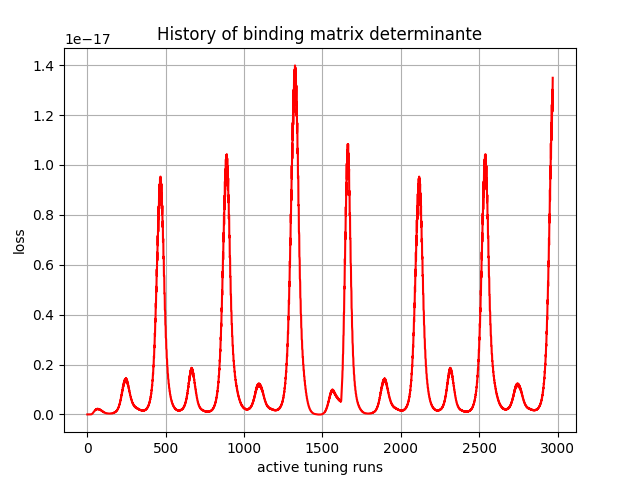 History of binding matrix determinante
1e−17
1.4
1.2
1.0
0.8
0.6
0.4
0.2
0.0
loss
0 500 1000 1500 2000 2500 3000
active tuning runs